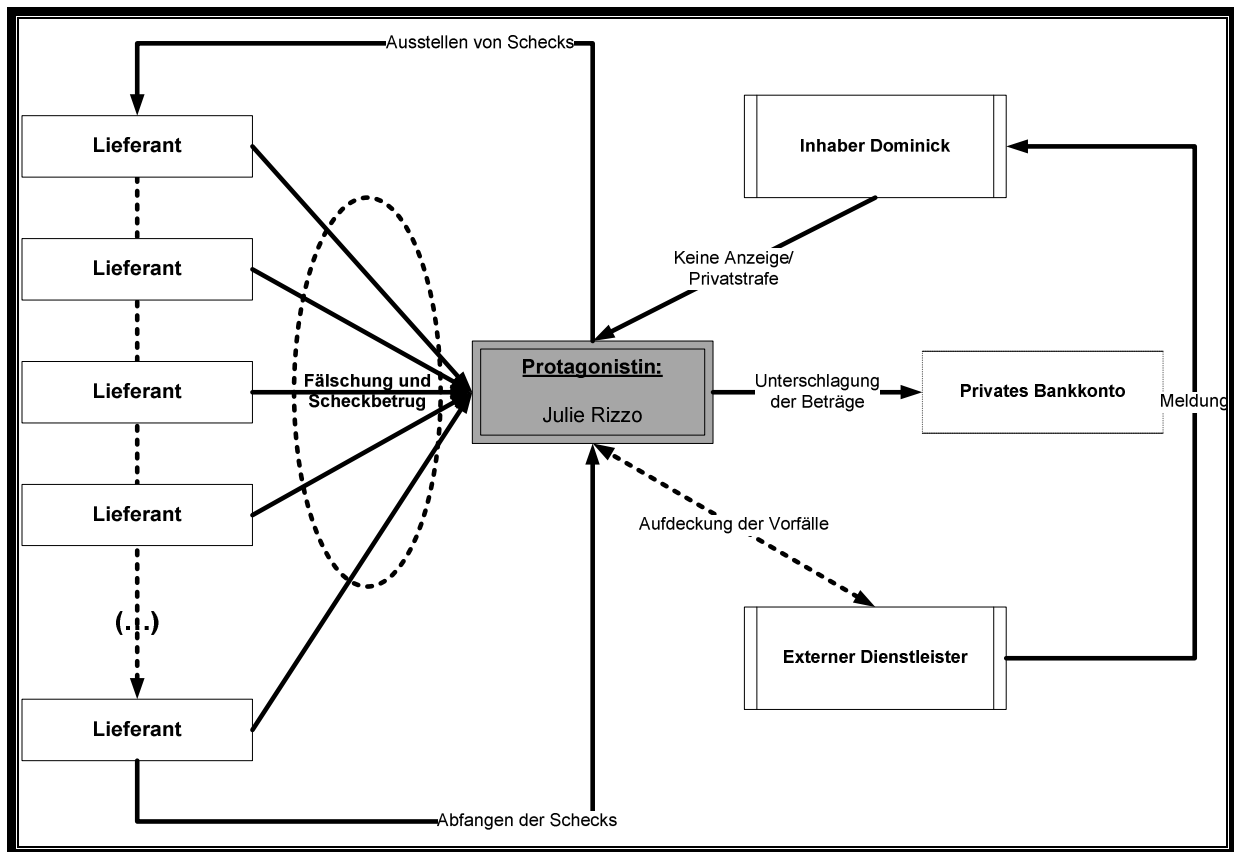 Ausstellen von Schecks
Lieferant
Inhaber Dominick
Lieferant
Keine Anzeige/
Privatstrafe
Lieferant
Fälschung und
Scheckbetrug
Protagonistin:
Julie Rizzo
Unterschlagung
der Beträge
Privates Bankkonto
Meldung
Lieferant
Aufdeckung der Vorfälle
(...)
Externer Dienstleister
Lieferant
Abfangen der Schecks